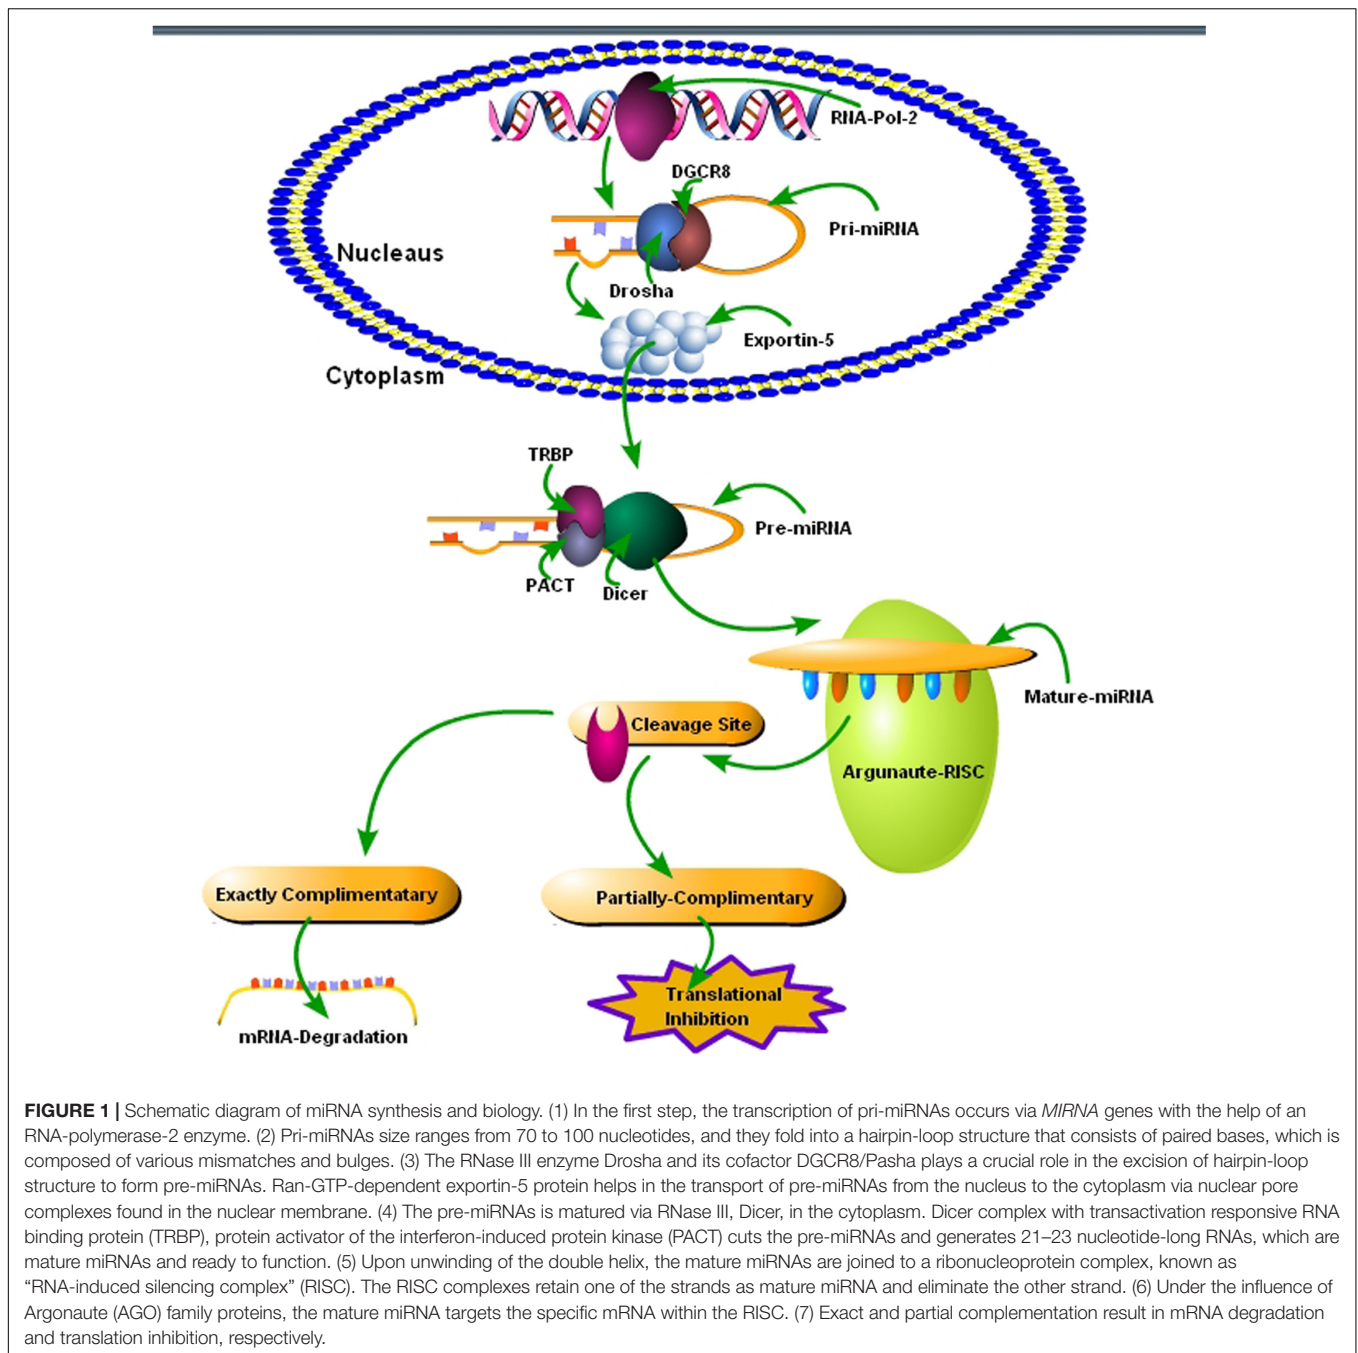 RNA-Pol-2
DGCR8
Pri-miRNA
Nucleaus
Drosha
Exportin-5
Cytoplasm
TRBP
Pre-miRNA
PACT
Dicer
Mature-miRNA
Cleavage Site
Argunaute-RISC
Exactly Complimentatary
Partially-Complimentary
Translational
Inhibition
mRNA-Degradation
FIGURE 1 | Schematic diagram of miRNA synthesis and biology. (1) In the first step, the transcription of pri-miRNAs occurs via MIRNA genes with the help of an
RNA-polymerase-2 enzyme. (2) Pri-miRNAs size ranges from 70 to 100 nucleotides, and they fold into a hairpin-loop structure that consists of paired bases, which is
composed of various mismatches and bulges. (3) The RNase III enzyme Drosha and its cofactor DGCR8/Pasha plays a crucial role in the excision of hairpin-loop
structure to form pre-miRNAs. Ran-GTP-dependent exportin-5 protein helps in the transport of pre-miRNAs from the nucleus to the cytoplasm via nuclear pore
complexes found in the nuclear membrane. (4) The pre-miRNAs is matured via RNase III, Dicer, in the cytoplasm. Dicer complex with transactivation responsive RNA
binding protein (TRBP), protein activator of the interferon-induced protein kinase (PACT) cuts the pre-miRNAs and generates 21–23 nucleotide-long RNAs, which are
mature miRNAs and ready to function. (5) Upon unwinding of the double helix, the mature miRNAs are joined to a ribonucleoprotein complex, known as
“RNA-induced silencing complex” (RISC). The RISC complexes retain one of the strands as mature miRNA and eliminate the other strand. (6) Under the influence of
Argonaute (AGO) family proteins, the mature miRNA targets the specific mRNA within the RISC. (7) Exact and partial complementation result in mRNA degradation
and translation inhibition, respectively.